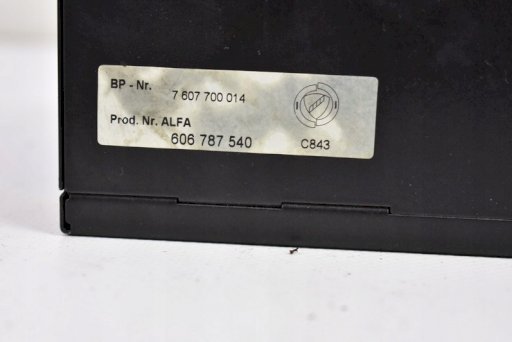 BP - Nr. 7 607 700 014
Prod. Nr. ALFA
606 787 540 C843